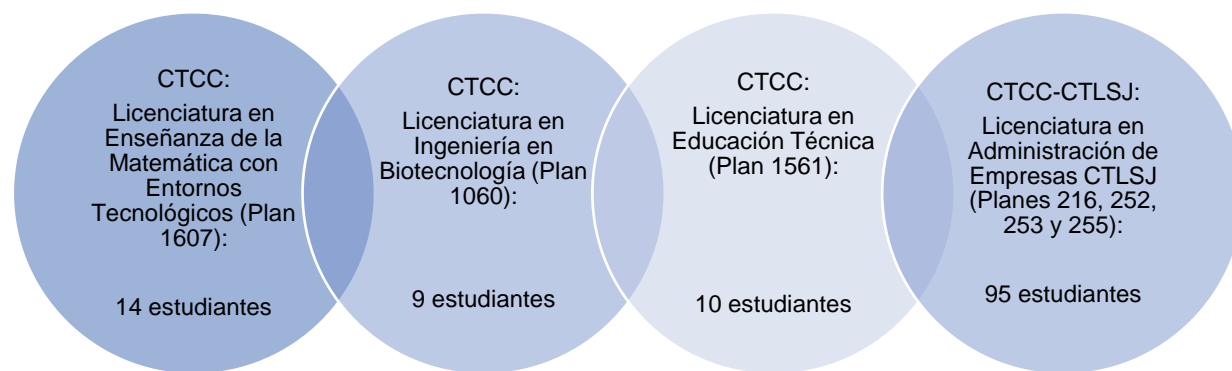 CTCC:
Licenciatura en
Enseñanza de la
Matemática con
Entornos
Tecnológicos (Plan
1607):
14 estudiantes
CTCC:
Licenciatura en
Ingeniería en
Biotecnología (Plan
1060):
9 estudiantes
CTCC:
Licenciatura en
Educación Técnica
(Plan 1561):
10 estudiantes
CTCC-CTLSJ:
Licenciatura en
Administración de
Empresas CTLSJ
(Planes 216, 252,
253 y 255):
95 estudiantes